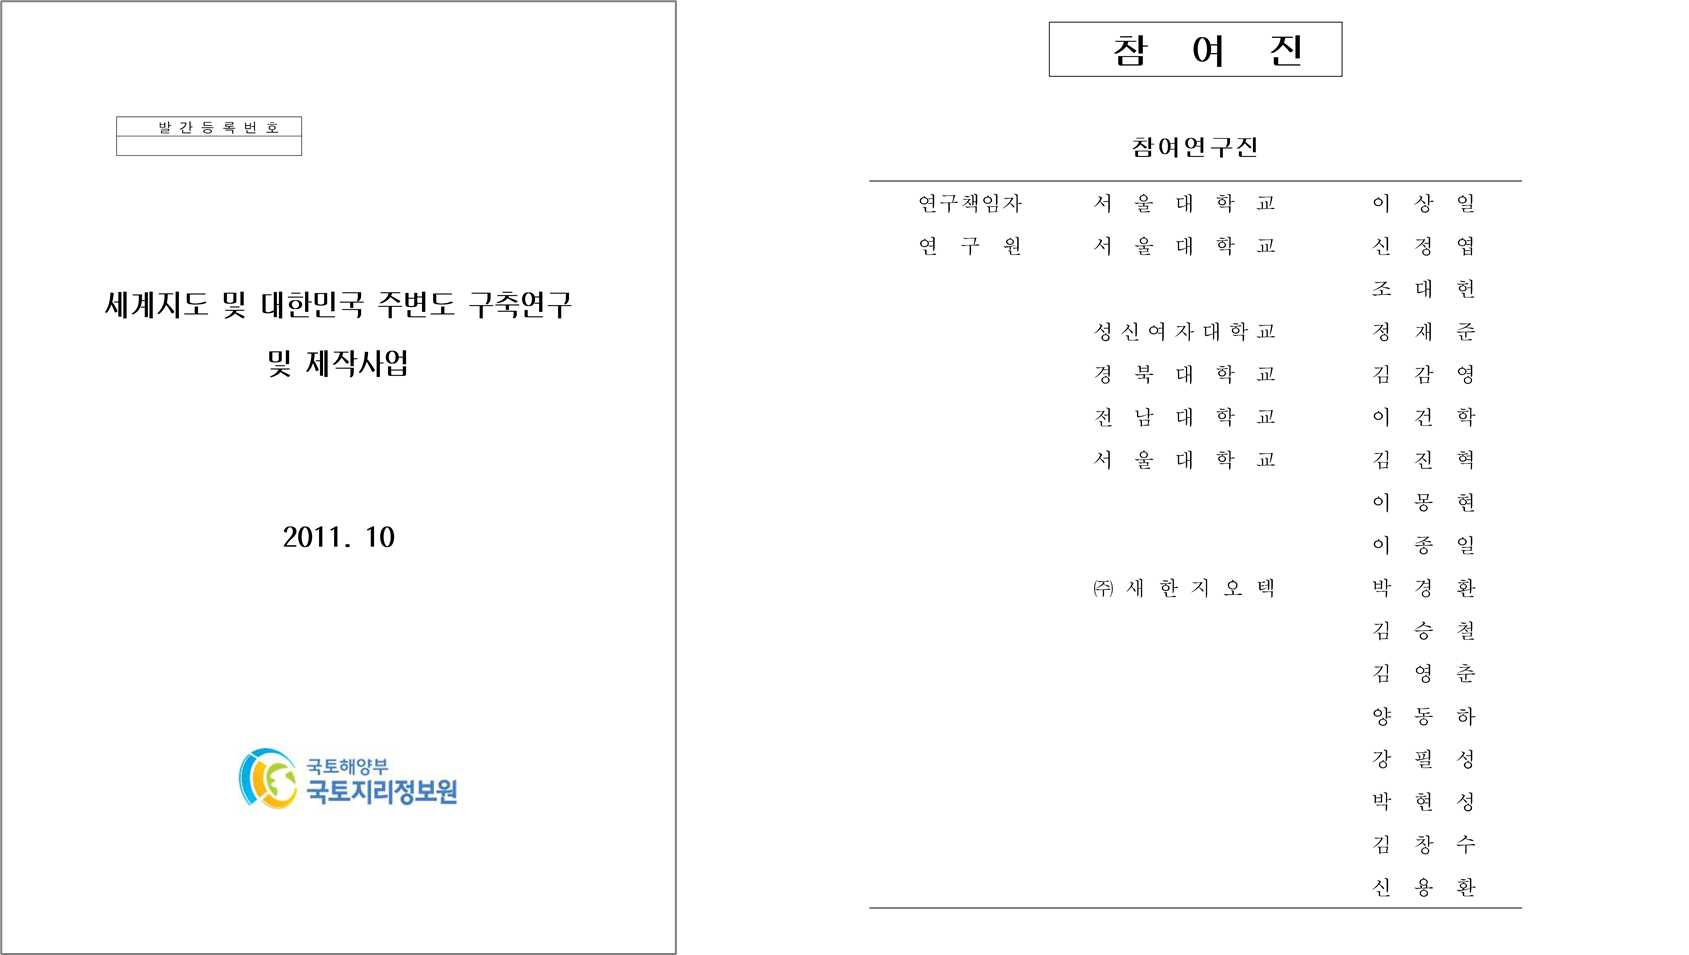 발간등록번호
세계지도 및 대한민국 주변도 구축연구
및 제작사업
2011. 10
국토해양부
국토지리정보원
참 여 진
참여연구진
연구책임자 서울대학교 이상일
연구원 서울대학교 신정엽
조대헌
성신여자대학교 정재준
경북대학교 김감영
전남대학교 이건학
서울대학교 김진혁
이몽현
이종일
㈜새한지오텍 박경환
김승철
김영춘
양동하
강필성
박현성
김창수
신용환